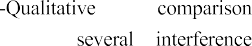 -Qualitative comparison
several interference